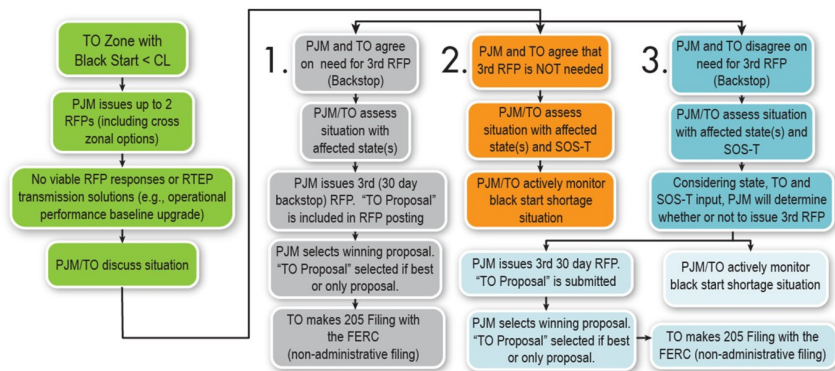 TO Zone with
Black Start < CL
PJM issues up to 2
RFPs (including cross
zonal options)
No viable RFP responses or RTEP
transmission solutions (e.g., operational
performance baseline upgrade)
PJM/TO discuss situation
1.
PJM and TO agree
on need for 3rd RFP
(Backstop)
PJM/TO assess
situation with
affected state(s)
PJM issues 3rd (30 day
backstop) RFP. “TO Proposal”
is included in RFP posting
PJM selects winning proposal.
“TO Proposal” selected if best
or only proposal.
TO makes 205 Filing with
the FERC
(non-administrative filing)
2.
PJM and TO agree that
3rd RFP is NOT needed
PJM/TO assess
situation with affected
state(s) and SOS-T
PJM/TO actively monitor
black start shortage
situation
3.
PJM and TO disagree on
need for 3rd RFP
(Backstop)
PJM/TO assess situation
with affected state(s) and
SOS-T
Considering state, TO and
SOS-T input, PJM will determine
whether or not to issue 3rd RFP
PJM issues 3rd 30 day RFP.
“TO Proposal” is submitted
PJM selects winning proposal.
“TO Proposal” selected if best
or only proposal.
PJM/TO actively monitor
black start shortage situation
TO makes 205 Filing with the
FERC (non-administrative filing)